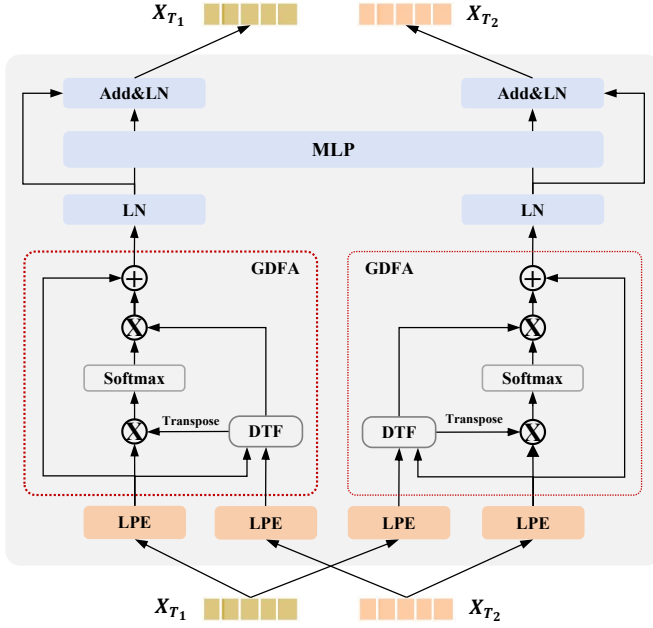 X_{T_1} X_{T_2}
Add&LN Add&LN
MLP
LN LN
GDFA GDFA
+ +
X X
Softmax Softmax
Transpose Transpose
X DTF DTF X
LPE LPE LPE LPE
X_{T_1} X_{T_2}